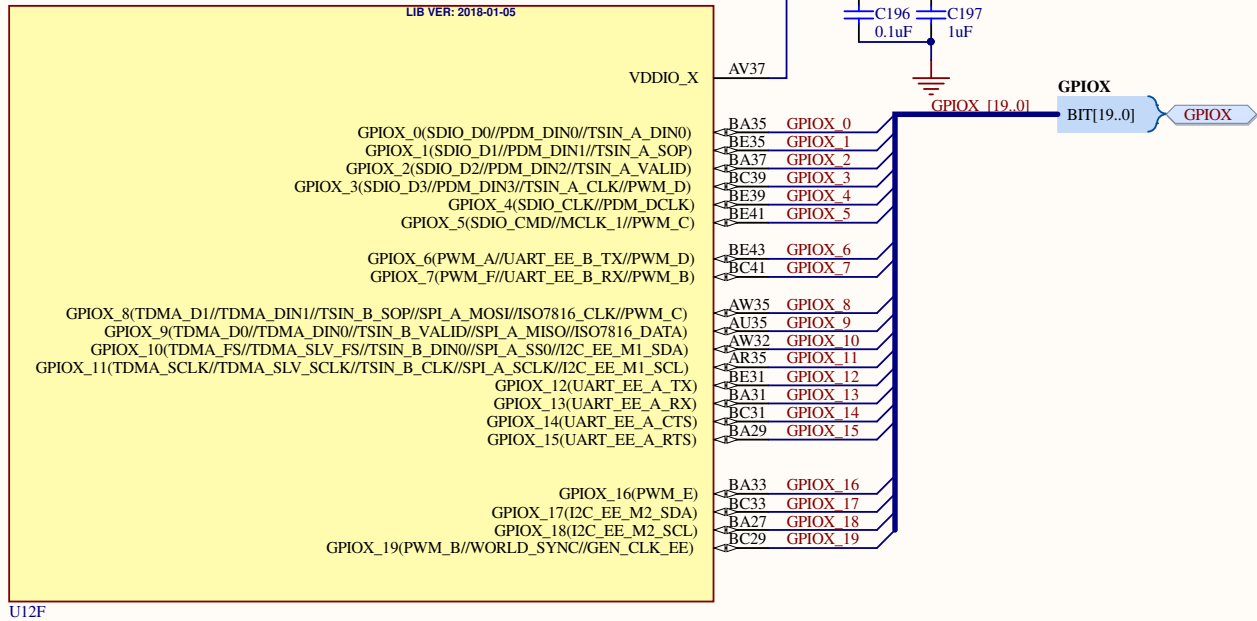 LIB VER: 2018-01-05
C196 C197
0.1uF 1uF
VDDIO_X AV37
GPIOX
GPIOX_[19..0] BIT[19..0] GPIOX
GPIOX_0(SDIO_D0//PDM_DIN0//TSIN_A_DIN0) BA35 GPIOX_0
GPIOX_1(SDIO_D1//PDM_DIN1//TSIN_A_SOP) BE35 GPIOX_1
GPIOX_2(SDIO_D2//PDM_DIN2//TSIN_A_VALID) BA37 GPIOX_2
GPIOX_3(SDIO_D3//PDM_DIN3//TSIN_A_CLK//PWM_D) BC39 GPIOX_3
GPIOX_4(SDIO_CLK//PDM_DCLK) BE39 GPIOX_4
GPIOX_5(SDIO_CMD//MCLK_1//PWM_C) BE41 GPIOX_5
GPIOX_6(PWM_A//UART_EE_B_TX//PWM_D) BE43 GPIOX_6
GPIOX_7(PWM_F//UART_EE_B_RX//PWM_B) BC41 GPIOX_7
GPIOX_8(TDMA_D1//TDMA_DIN1//TSIN_B_SOP//SPI_A_MOSI//ISO7816_CLK//PWM_C) AW35 GPIOX_8
GPIOX_9(TDMA_D0//TDMA_DIN0//TSIN_B_VALID//SPI_A_MISO//ISO7816_DATA) AU35 GPIOX_9
GPIOX_10(TDMA_FS//TDMA_SLV_FS//TSIN_B_DIN0//SPI_A_SS0//I2C_EE_M1_SDA) AW32 GPIOX_10
GPIOX_11(TDMA_SCLK//TDMA_SLV_SCLK//TSIN_B_CLK//SPI_A_SCLK//I2C_EE_M1_SCL) AR35 GPIOX_11
GPIOX_12(UART_EE_A_TX) BE31 GPIOX_12
GPIOX_13(UART_EE_A_RX) BA31 GPIOX_13
GPIOX_14(UART_EE_A_CTS) BC31 GPIOX_14
GPIOX_15(UART_EE_A_RTS) BA29 GPIOX_15
GPIOX_16(PWM_E) BA33 GPIOX_16
GPIOX_17(I2C_EE_M2_SDA) BC33 GPIOX_17
GPIOX_18(I2C_EE_M2_SCL) BA27 GPIOX_18
GPIOX_19(PWM_B//WORLD_SYNC//GEN_CLK_EE) BC29 GPIOX_19
U12F